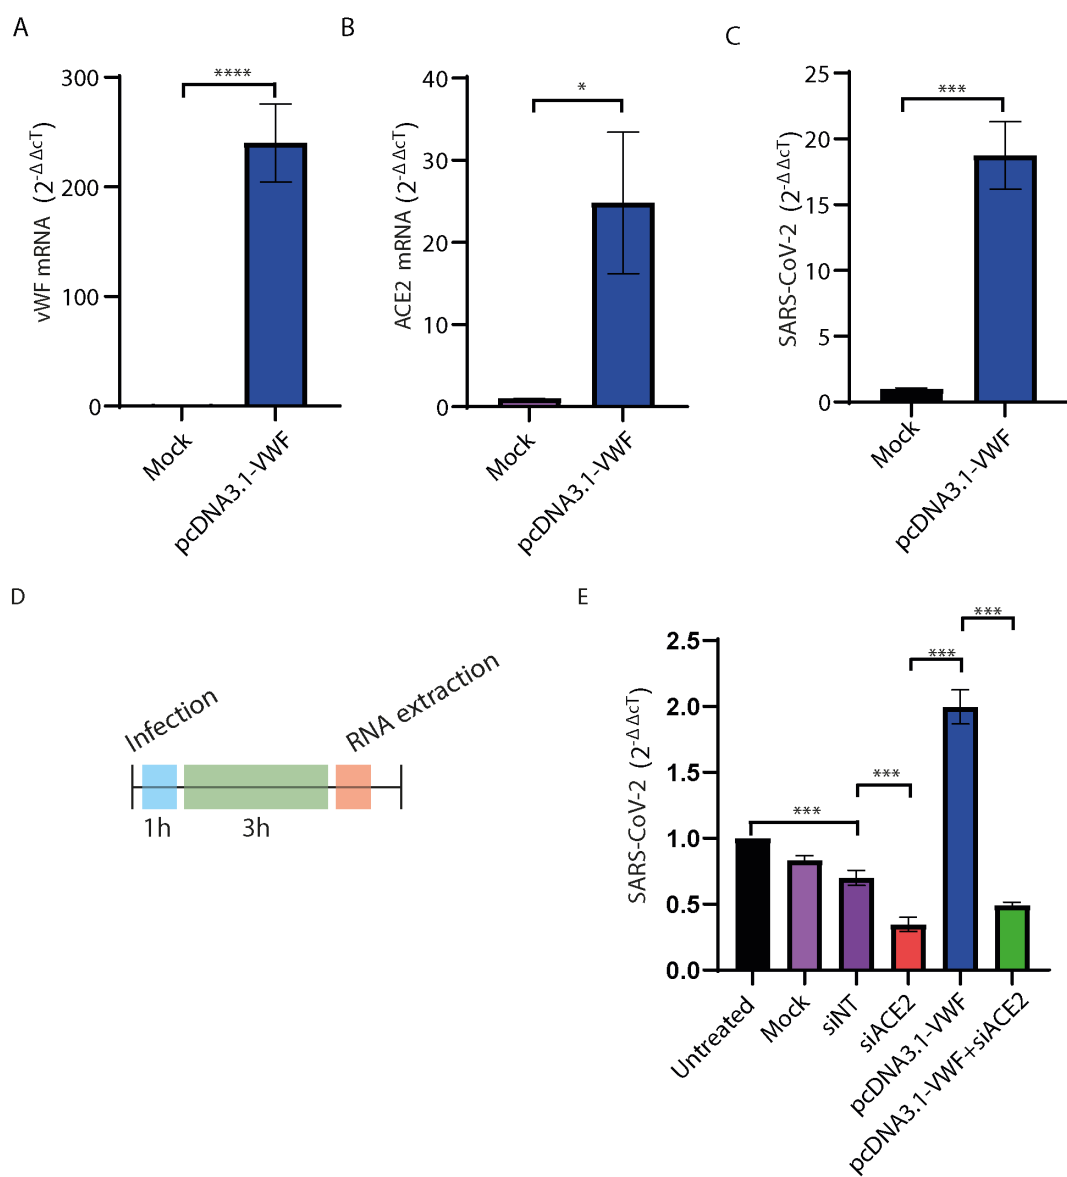 A
vWF mRNA (2-ΔΔcT)
300
200
100
0
****
Mock
pcDNA3.1-VWF
B
ACE2 mRNA (2-ΔΔcT)
40
30
20
10
0
*
Mock
pcDNA3.1-VWF
C
SARS-CoV-2 (2-ΔΔcT)
25
20
15
10
5
0
***
Mock
pcDNA3.1-VWF
D
Infection
RNA extraction
1h
3h
E
SARS-CoV-2 (2-ΔΔcT)
2.5
2.0
1.5
1.0
0.5
0.0
***
***
***
***
Untreated
Mock
siNT
siACE2
pcDNA3.1-VWF
pcDNA3.1-VWF+siACE2